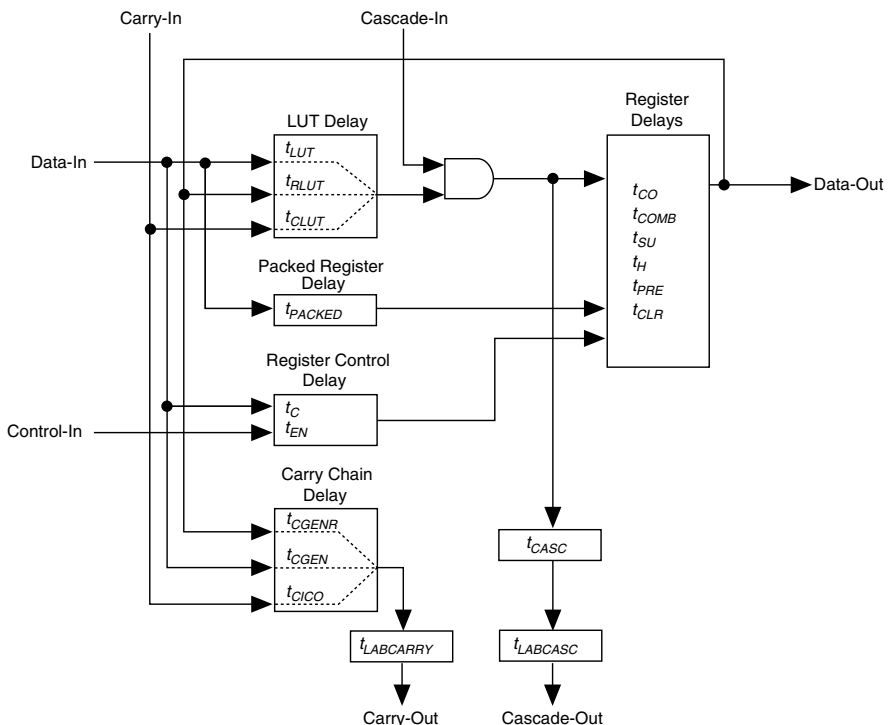 Carry-In
Cascade-In
LUT Delay
Register
Delays
Data-In
tLUT
tRLUT
tCLUT
Data-Out
tCO
tCOMB
tSU
tH
tPRE
tCLR
Packed Register
Delay
tPACKED
Register Control
Delay
tC
tEN
Control-In
Carry Chain
Delay
tCGENR
tCGEN
tCICO
tCASC
tLABCARRY
tLABCASC
Carry-Out
Cascade-Out